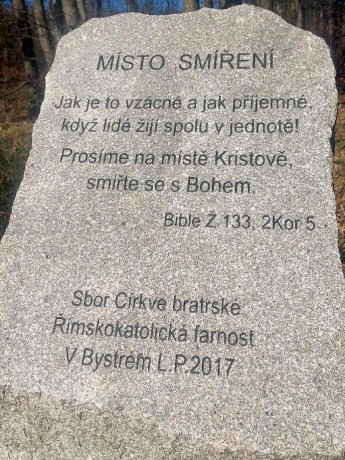 MÍSTO SMÍŘENÍ
Jak je to vzácné a jak příjemné,
když lidé žijí spolu v jednotě!
Prosíme na místě Kristově,
smiřte se s Bohem.
Bible Ž 133, 2Kor 5
Sbor Církve bratrské
Římskokatolická farnost
V Bystrém L.P.2017